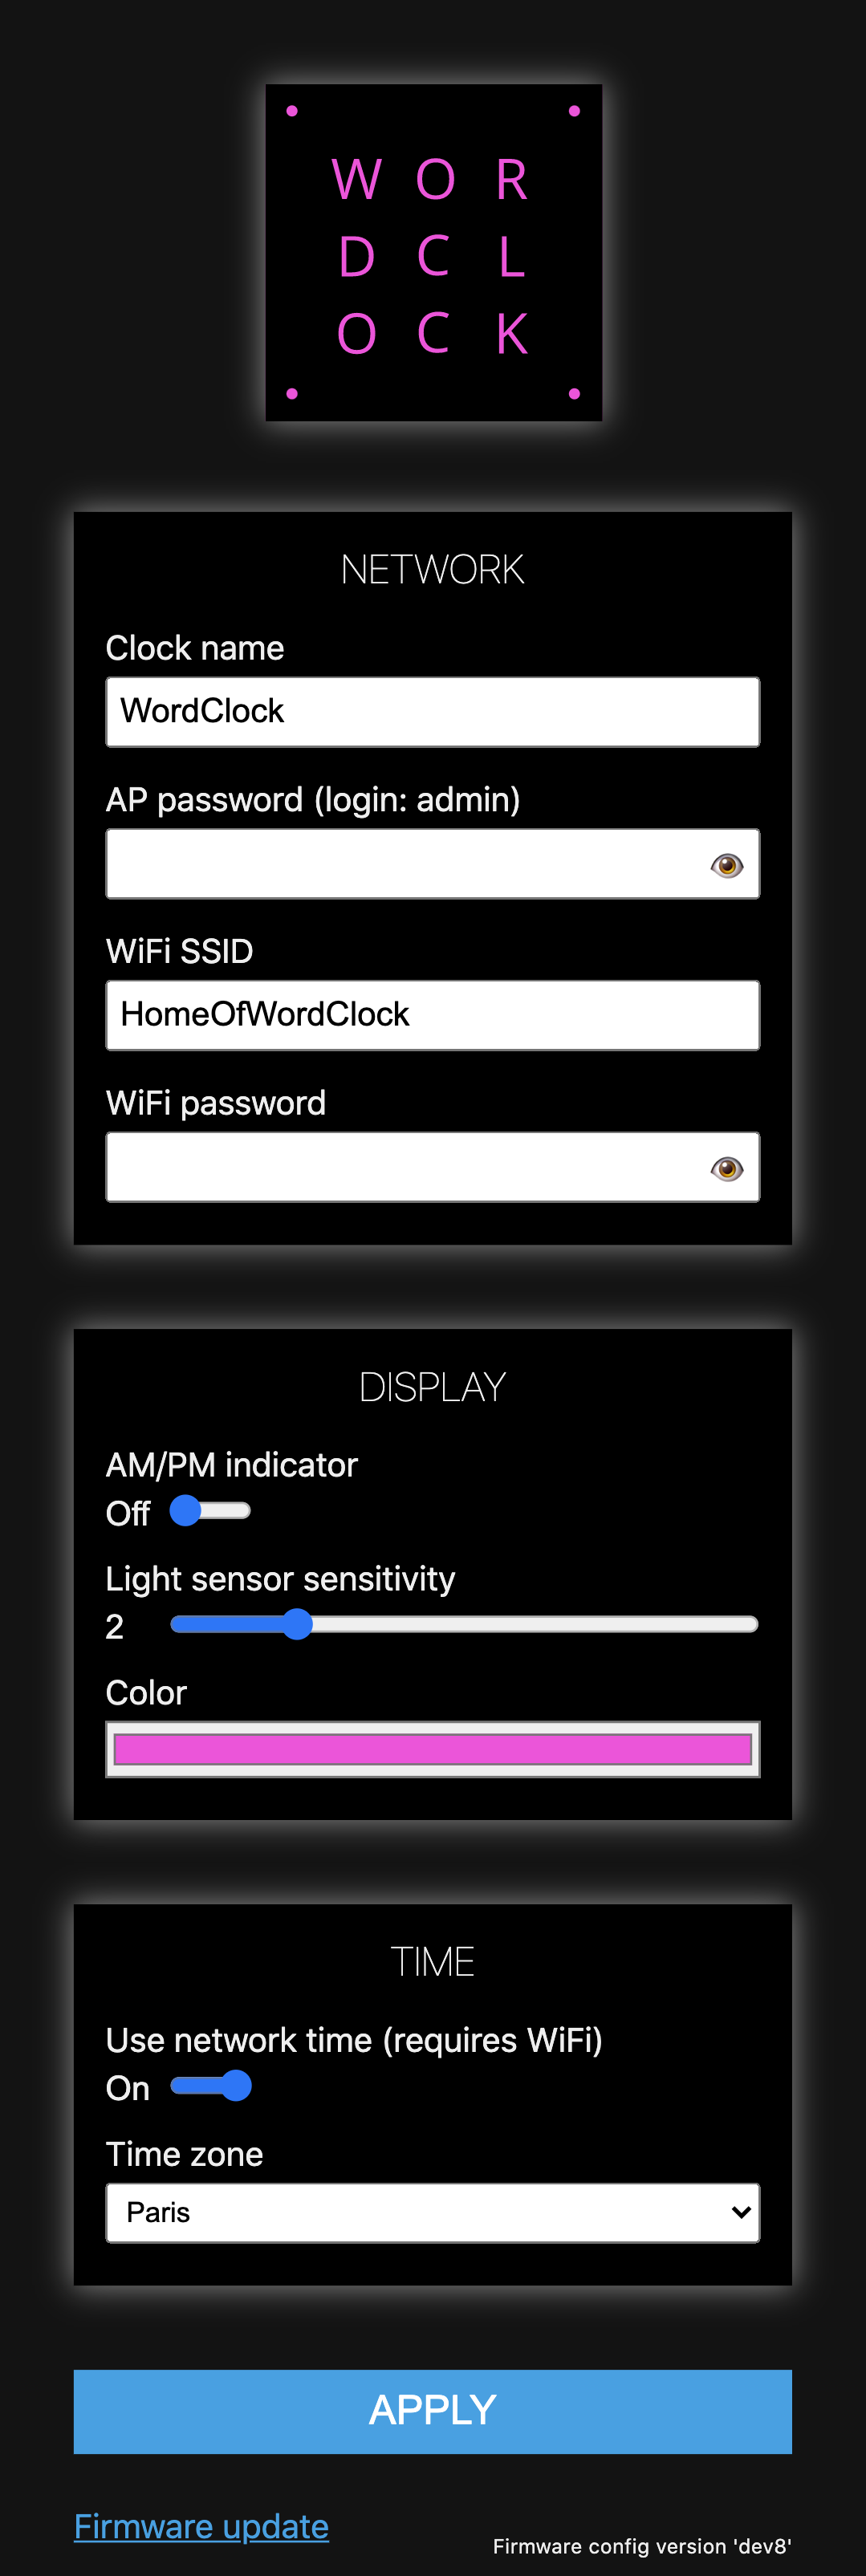 W O R
D C L
O C K
NETWORK
Clock name
WordClock
AP password (login: admin)
WiFi SSID
HomeOfWordClock
WiFi password
DISPLAY
AM/PM indicator
Off
Light sensor sensitivity
2
Color
TIME
Use network time (requires WiFi)
On
Time zone
Paris
APPLY
Firmware update
Firmware config version 'dev8'